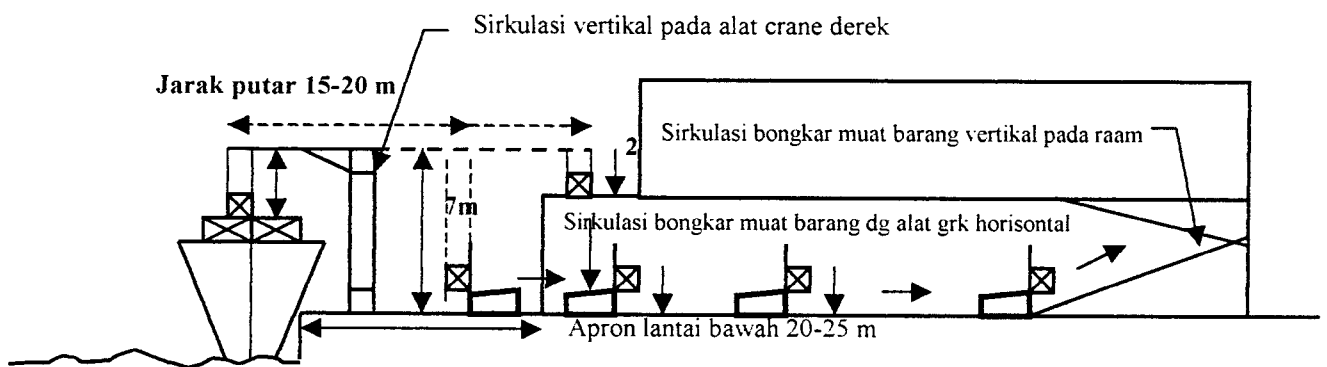 Sirkulasi vertikal pada alat crane derek
Jarak putar 15-20 m
Sirkulasi bongkar muat barang vertikal pada raam
2
7m
Sirkulasi bongkar muat barang dg alat grk horisontal
Apron lantai bawah 20-25 m